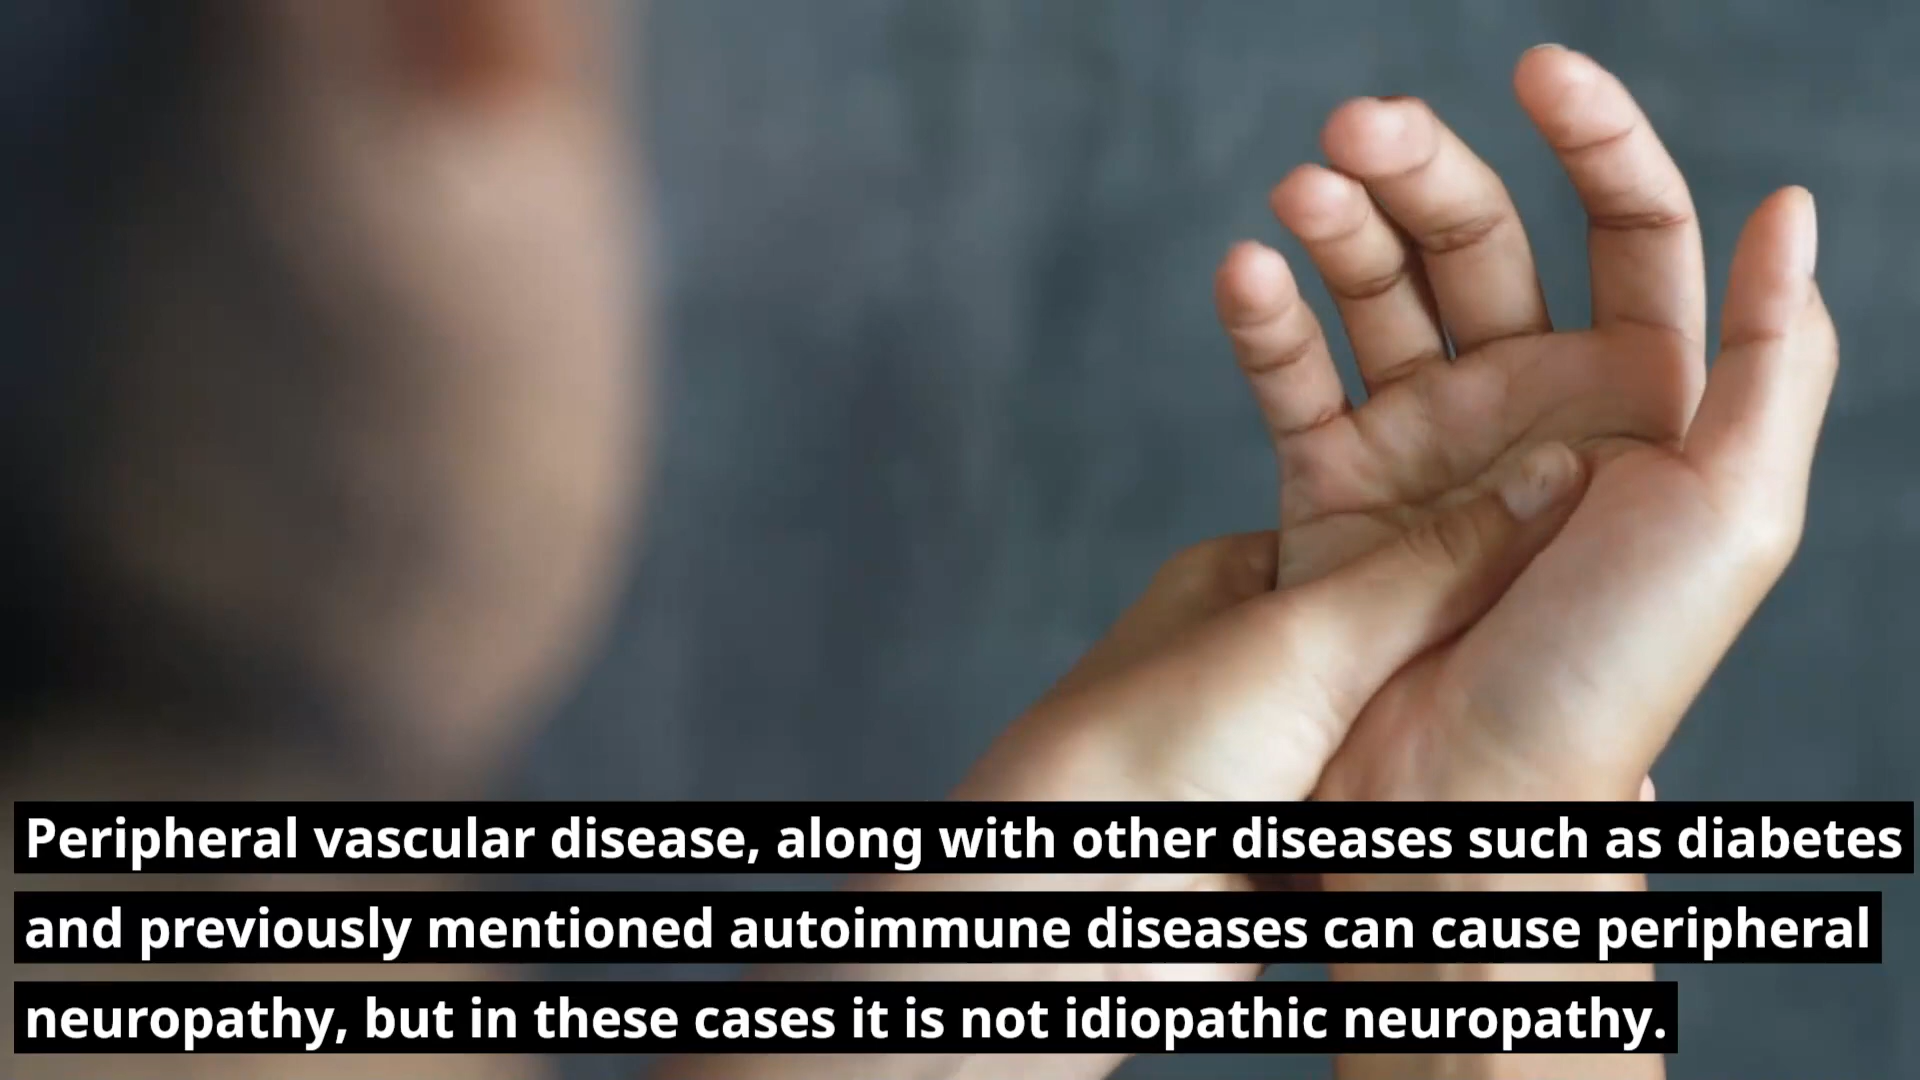 Peripheral vascular disease, along with other diseases such as diabetes
and previously mentioned autoimmune diseases can cause peripheral
neuropathy, but in these cases it is not idiopathic neuropathy.